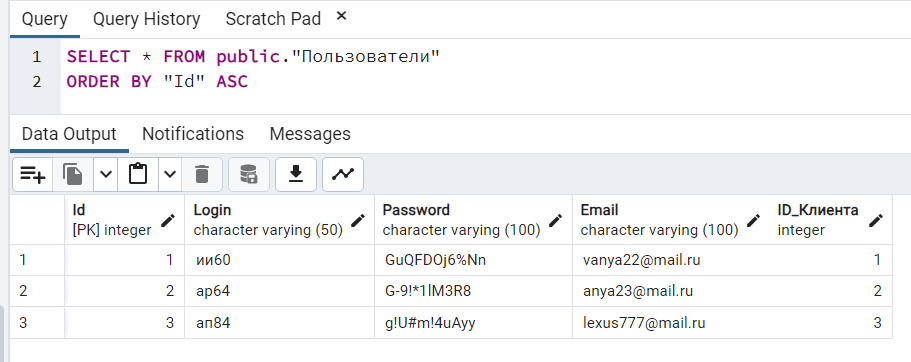 Query Query History Scratch Pad ×
1 SELECT * FROM public."Пользователи"
2 ORDER BY "Id" ASC
Data Output Notifications Messages
Id Login Password Email ID_Клиента
[PK] integer character varying (50) character varying (100) character varying (100) integer
1 1 ии60 GuQFDOj6%Nn vanya22@mail.ru 1
2 2 ар64 G-9!*1lM3R8 anya23@mail.ru 2
3 3 ап84 g!U#m!4uAyy lexus777@mail.ru 3